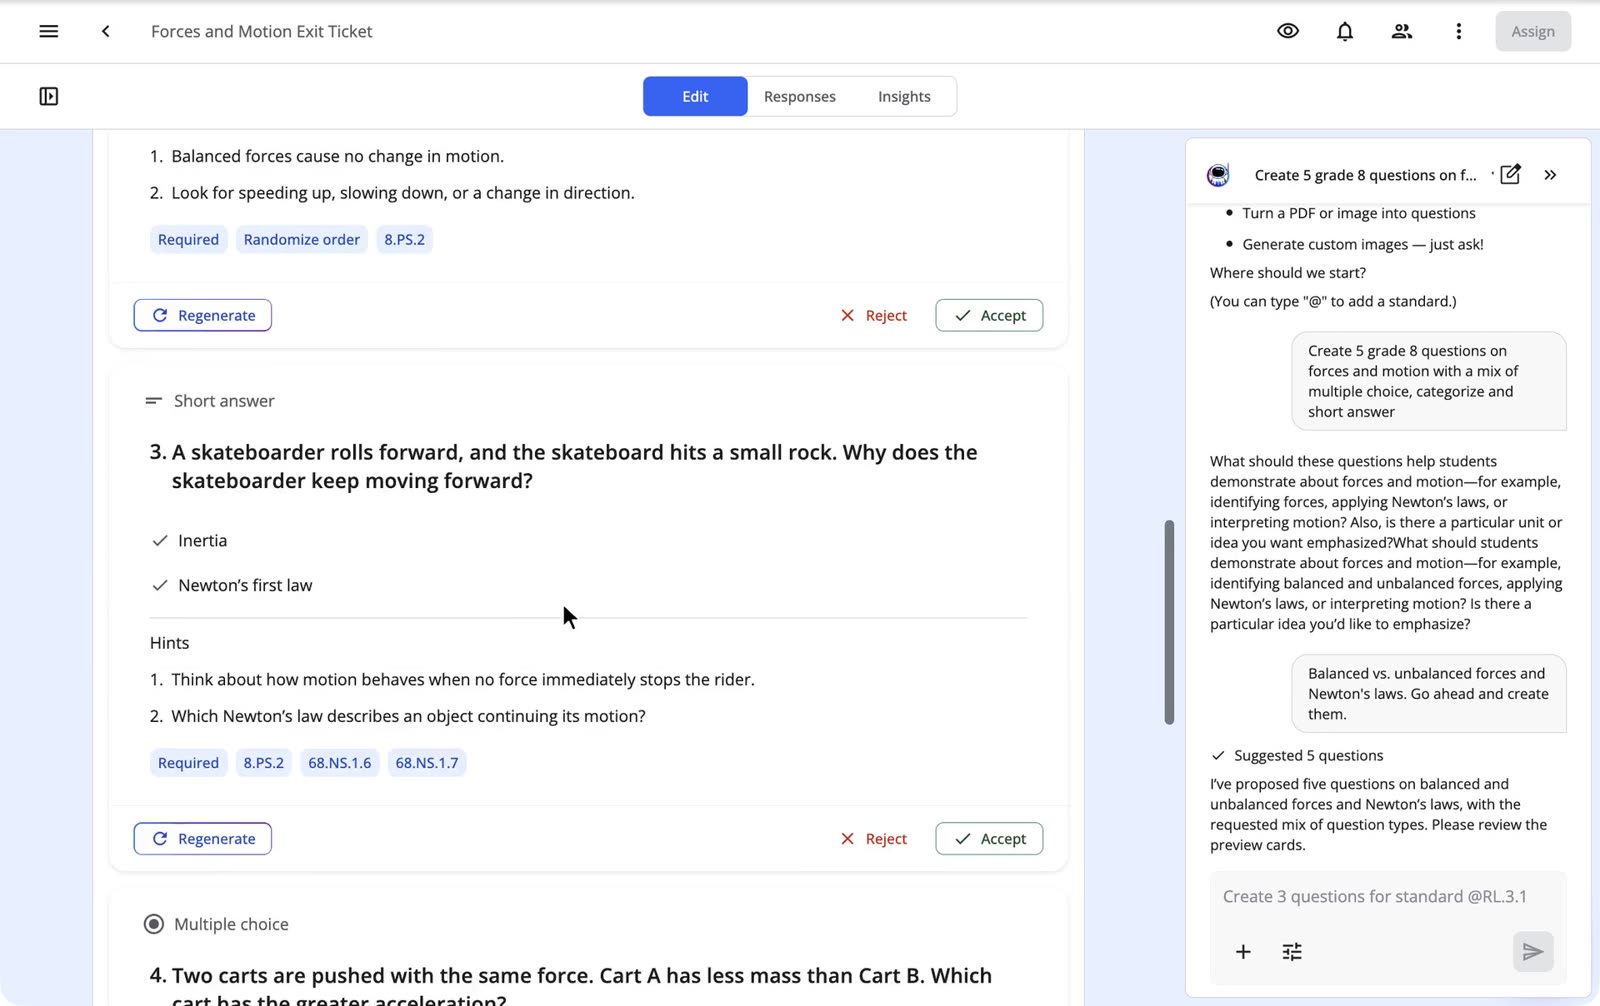 Forces and Motion Exit Ticket
Assign
Edit
Responses
Insights
1. Balanced forces cause no change in motion.
2. Look for speeding up, slowing down, or a change in direction.
Required
Randomize order
8.PS.2
Regenerate
Reject
Accept
Short answer
3. A skateboarder rolls forward, and the skateboard hits a small rock. Why does the
skateboarder keep moving forward?
Inertia
Newton’s first law
Hints
1. Think about how motion behaves when no force immediately stops the rider.
2. Which Newton’s law describes an object continuing its motion?
Required
8.PS.2
68.NS.1.6
68.NS.1.7
Regenerate
Reject
Accept
Multiple choice
4. Two carts are pushed with the same force. Cart A has less mass than Cart B. Which
cart has the greater acceleration?
Create 5 grade 8 questions on f...
• Turn a PDF or image into questions
• Generate custom images — just ask!
Where should we start?
(You can type "@" to add a standard.)
Create 5 grade 8 questions on
forces and motion with a mix of
multiple choice, categorize and
short answer
What should these questions help students
demonstrate about forces and motion—for example,
identifying forces, applying Newton’s laws, or
interpreting motion? Also, is there a particular unit or
idea you want emphasized?What should students
demonstrate about forces and motion—for example,
identifying balanced and unbalanced forces, applying
Newton’s laws, or interpreting motion? Is there a
particular idea you’d like to emphasize?
Balanced vs. unbalanced forces and
Newton's laws. Go ahead and create
them.
Suggested 5 questions
I’ve proposed five questions on balanced and
unbalanced forces and Newton’s laws, with the
requested mix of question types. Please review the
preview cards.
Create 3 questions for standard @RL.3.1